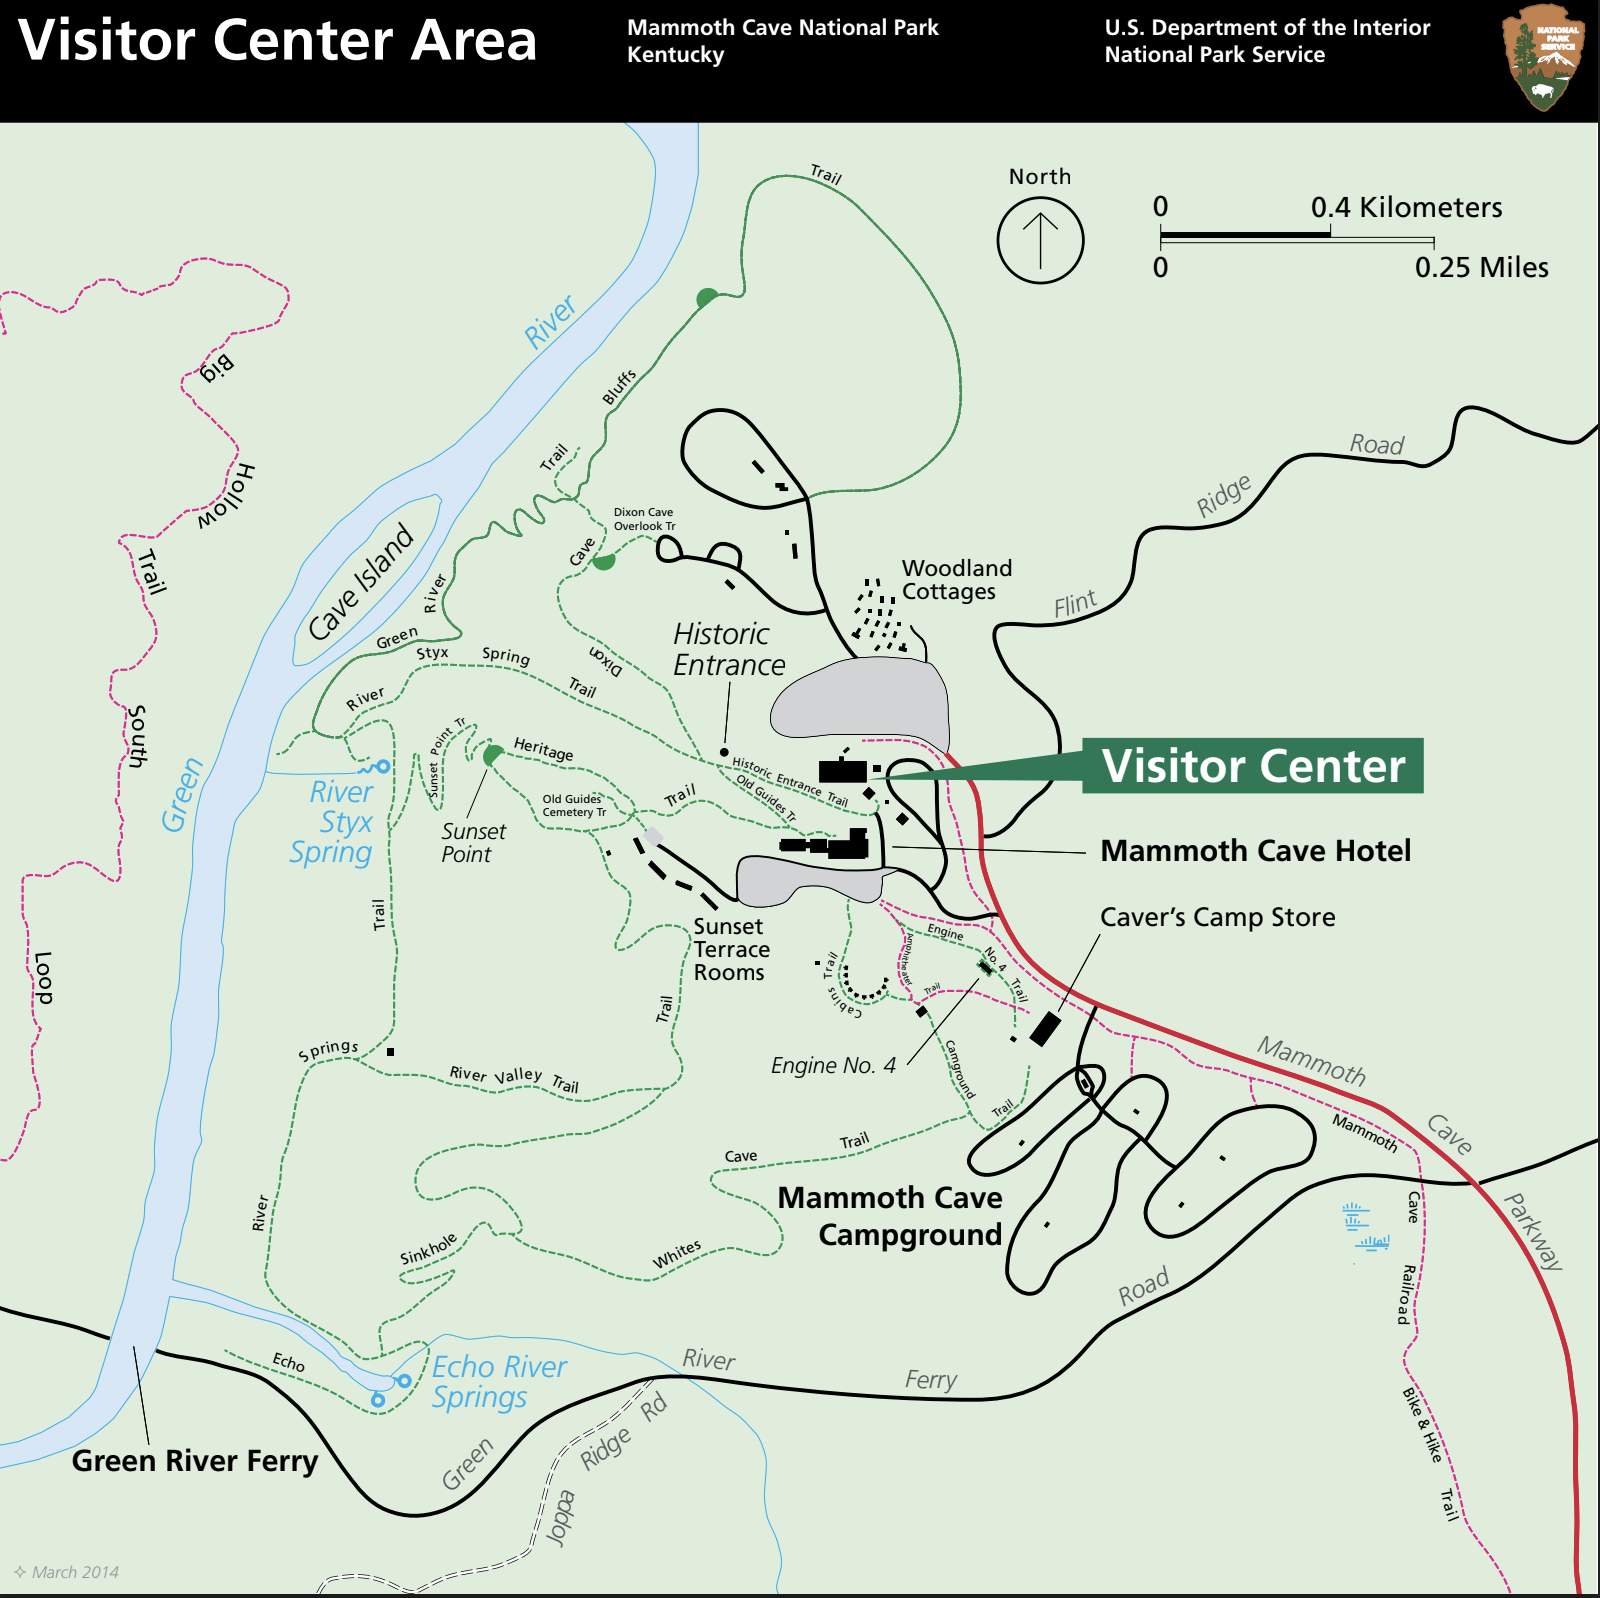 Visitor Center Area
Mammoth Cave National Park
Kentucky
U.S. Department of the Interior
National Park Service
NATIONAL
PARK
SERVICE
North
0
0.4 Kilometers
0
0.25 Miles
Trail
River
Bluffs
Big
Hollow
Trail
South
Loop
Road
Ridge
Flint
Trail
Dixon Cave
Overlook Tr
Cave
Dixon
Cave Island
River
Green
Woodland
Cottages
Historic
Entrance
Styx
Spring
Trail
River
Sunset Point Tr
Heritage
Trail
Historic Entrance Trail
Old Guides Tr
Visitor Center
Green
River
Styx
Spring
Sunset
Point
Old Guides'
Cemetery Tr
Mammoth Cave Hotel
Caver's Camp Store
Sunset
Terrace
Rooms
Trail
Engine
No. 4
Trail
Amphitheater
Trail
Cabins
Trail
Trail
Engine No. 4
Camground
Trail
Springs
River Valley Trail
Mammoth
Cave
Parkway
Mammoth
Cave
Railroad
Bike & Hike
Trail
Cave
Trail
Mammoth Cave
Campground
River
Sinkhole
Whites
Road
Echo
Echo River
Springs
River
Ferry
Green
Joppa
Ridge
Rd
Green River Ferry
March 2014